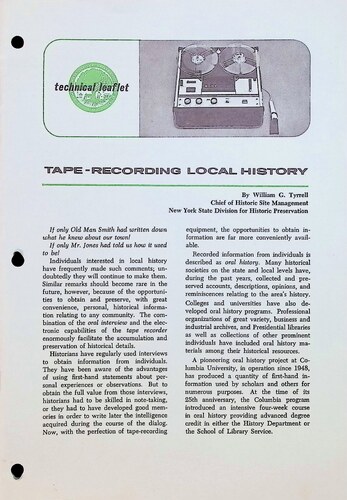 technical leaflet
TAPE-RECORDING LOCAL HISTORY
By William G. Tyrrell
Chief of Historic Site Management
New York State Division for Historic Preservation
If only Old Man Smith had written down
what he knew about our town!
If only Mr. Jones had told us how it used
to be!
Individuals interested in local history
have frequently made such comments; un-
doubtedly they will continue to make them.
Similar remarks should become rare in the
future, however, because of the opportuni-
ties to obtain and preserve, with great
convenience, personal, historical informa-
tion relating to any community. The com-
bination of the oral interview and the elec-
tronic capabilities of the tape recorder
enormously facilitate the accumulation and
preservation of historical details.
Historians have regularly used interviews
to obtain information from individuals.
They have been aware of the advantages
of using first-hand statements about per-
sonal experiences or observations. But to
obtain the full value from those interviews,
historians had to be skilled in note-taking,
or they had to have developed good mem-
ories in order to write later the intelligence
acquired during the course of the dialog.
Now, with the perfection of tape-recording
equipment, the opportunities to obtain in-
formation are far more conveniently avail-
able.
Recorded information from individuals is
described as oral history. Many historical
societies on the state and local levels have,
during the past years, collected and pre-
served accounts, descriptions, opinions, and
reminiscences relating to the area's history.
Colleges and universities have also de-
veloped oral history programs. Professional
organizations of great variety, business and
industrial archives, and Presidential libraries
as well as collections of other prominent
individuals have included oral history ma-
terials among their historical resources.
A pioneering oral history project at Co-
lumbia University, in operation since 1948,
has produced a quantity of first-hand in-
formation used by scholars and others for
numerous purposes. At the time of its
25th anniversary, the Columbia program
introduced an intensive four-week course
in oral history providing advanced degree
credit in either the History Department or
the School of Library Service.